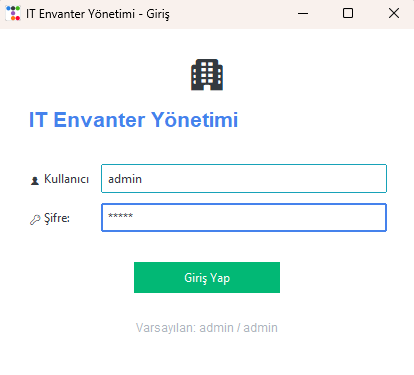 IT Envanter Yönetimi - Giriş
IT Envanter Yönetimi
Kullanıcı
admin
Şifre:
*****
Giriş Yap
Varsayılan: admin / admin